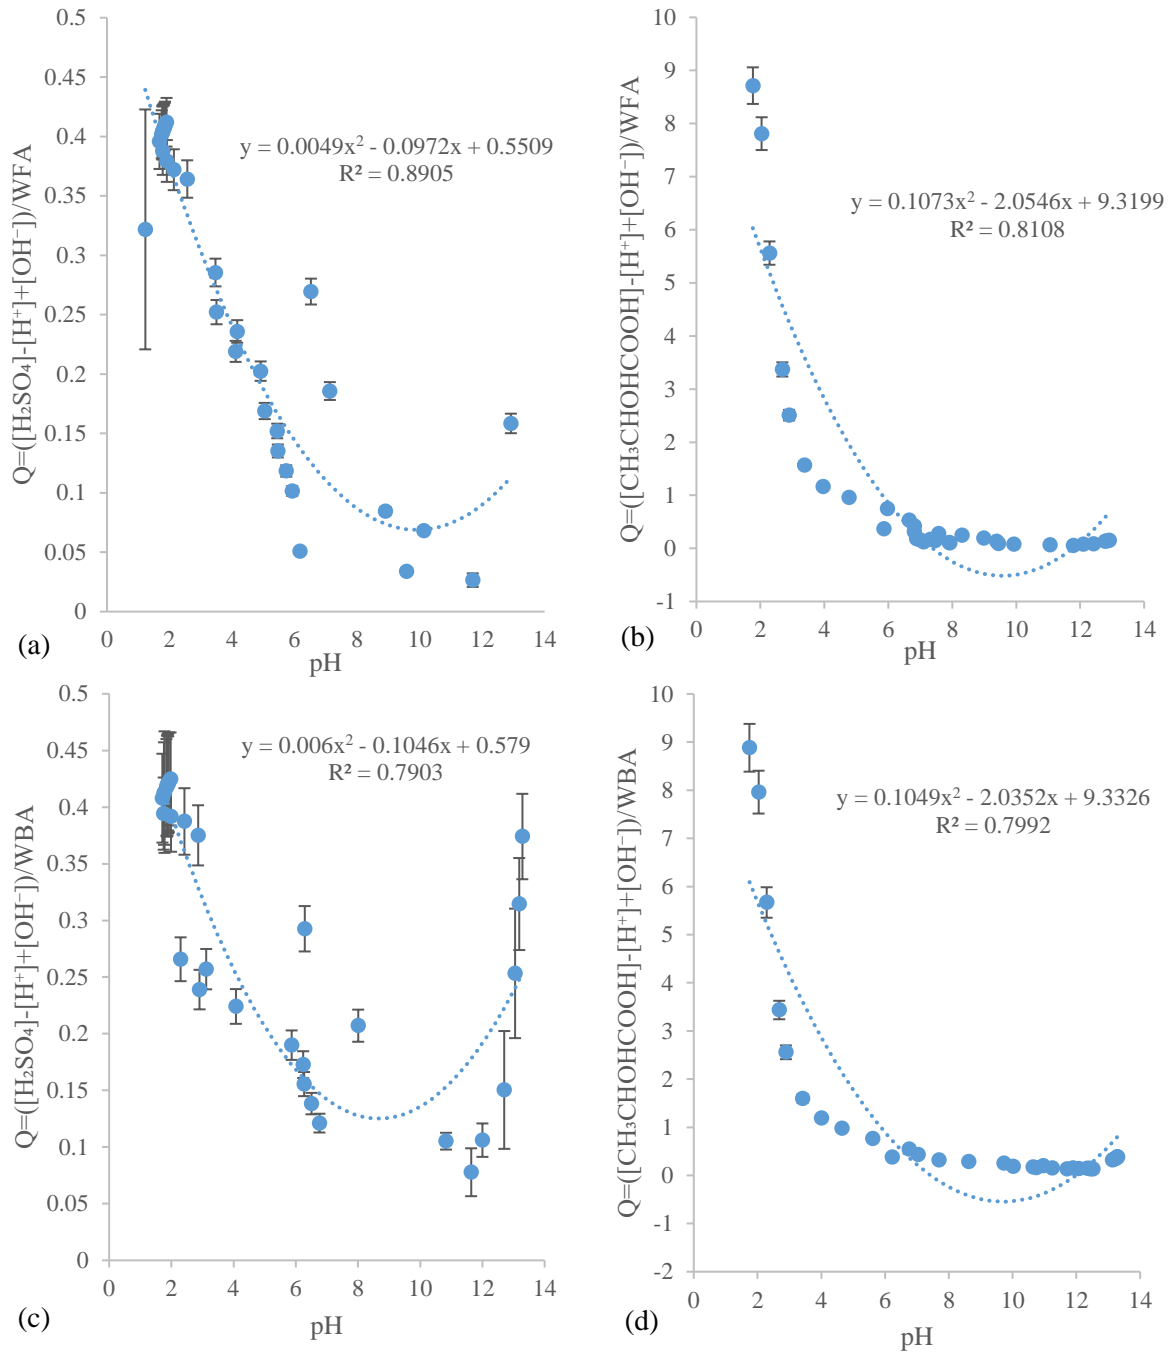 0.5
0.45
0.4
0.35
0.3
0.25
0.2
0.15
0.1
0.05
0
Q=([H₂SO₄]-[H⁺]+[OH⁻])/WFA
y = 0.0049x² - 0.0972x + 0.5509
R² = 0.8905
0 2 4 6 8 10 12 14
pH
(a)
10
9
8
7
6
5
4
3
2
1
0
-1
Q=([CH₃CHOHCOOH]-[H⁺]+[OH⁻])/WFA
y = 0.1073x² - 2.0546x + 9.3199
R² = 0.8108
0 2 4 6 8 10 12 14
pH
(b)
0.5
0.45
0.4
0.35
0.3
0.25
0.2
0.15
0.1
0.05
0
Q=([H₂SO₄]-[H⁺]+[OH⁻])/WBA
y = 0.006x² - 0.1046x + 0.579
R² = 0.7903
0 2 4 6 8 10 12 14
pH
(c)
10
9
8
7
6
5
4
3
2
1
0
-1
-2
Q=([CH₃CHOHCOOH]-[H⁺]+[OH⁻])/WBA
y = 0.1049x² - 2.0352x + 9.3326
R² = 0.7992
0 2 4 6 8 10 12 14
pH
(d)